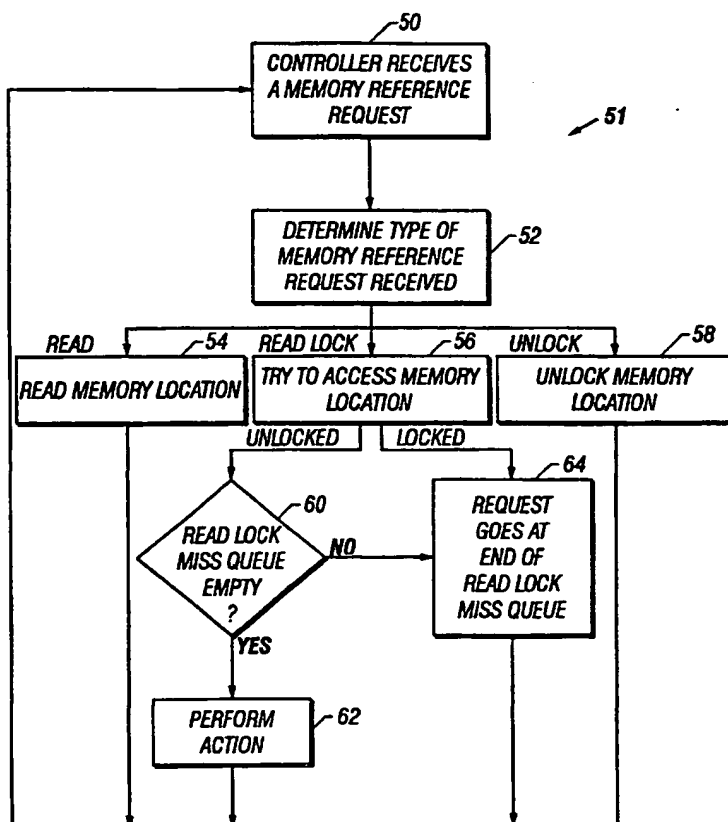 50
CONTROLLER RECEIVES
A MEMORY REFERENCE
REQUEST
51
DETERMINE TYPE OF
MEMORY REFERENCE
REQUEST RECEIVED
52
READ
54
READ LOCK
56
UNLOCK
58
READ MEMORY LOCATION
TRY TO ACCESS MEMORY
LOCATION
UNLOCK MEMORY
LOCATION
UNLOCKED
LOCKED
60
READ LOCK
MISS QUEUE
EMPTY
?
NO
YES
64
REQUEST
GOES AT
END OF
READ LOCK
MISS QUEUE
PERFORM
ACTION
62